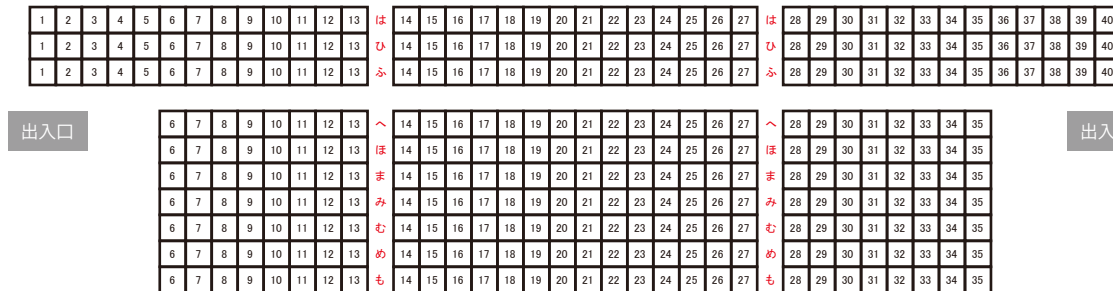 1 2 3 4 5 6 7 8 9 10 11 12 13 は 14 15 16 17 18 19 20 21 22 23 24 25 26 27 は 28 29 30 31 32 33 34 35 36 37 38 39 40
1 2 3 4 5 6 7 8 9 10 11 12 13 ひ 14 15 16 17 18 19 20 21 22 23 24 25 26 27 ひ 28 29 30 31 32 33 34 35 36 37 38 39 40
1 2 3 4 5 6 7 8 9 10 11 12 13 ふ 14 15 16 17 18 19 20 21 22 23 24 25 26 27 ふ 28 29 30 31 32 33 34 35 36 37 38 39 40
出入口 6 7 8 9 10 11 12 13 へ 14 15 16 17 18 19 20 21 22 23 24 25 26 27 へ 28 29 30 31 32 33 34 35 出入
6 7 8 9 10 11 12 13 ほ 14 15 16 17 18 19 20 21 22 23 24 25 26 27 ほ 28 29 30 31 32 33 34 35
6 7 8 9 10 11 12 13 ま 14 15 16 17 18 19 20 21 22 23 24 25 26 27 ま 28 29 30 31 32 33 34 35
6 7 8 9 10 11 12 13 み 14 15 16 17 18 19 20 21 22 23 24 25 26 27 み 28 29 30 31 32 33 34 35
6 7 8 9 10 11 12 13 む 14 15 16 17 18 19 20 21 22 23 24 25 26 27 む 28 29 30 31 32 33 34 35
6 7 8 9 10 11 12 13 め 14 15 16 17 18 19 20 21 22 23 24 25 26 27 め 28 29 30 31 32 33 34 35
6 7 8 9 10 11 12 13 も 14 15 16 17 18 19 20 21 22 23 24 25 26 27 も 28 29 30 31 32 33 34 35